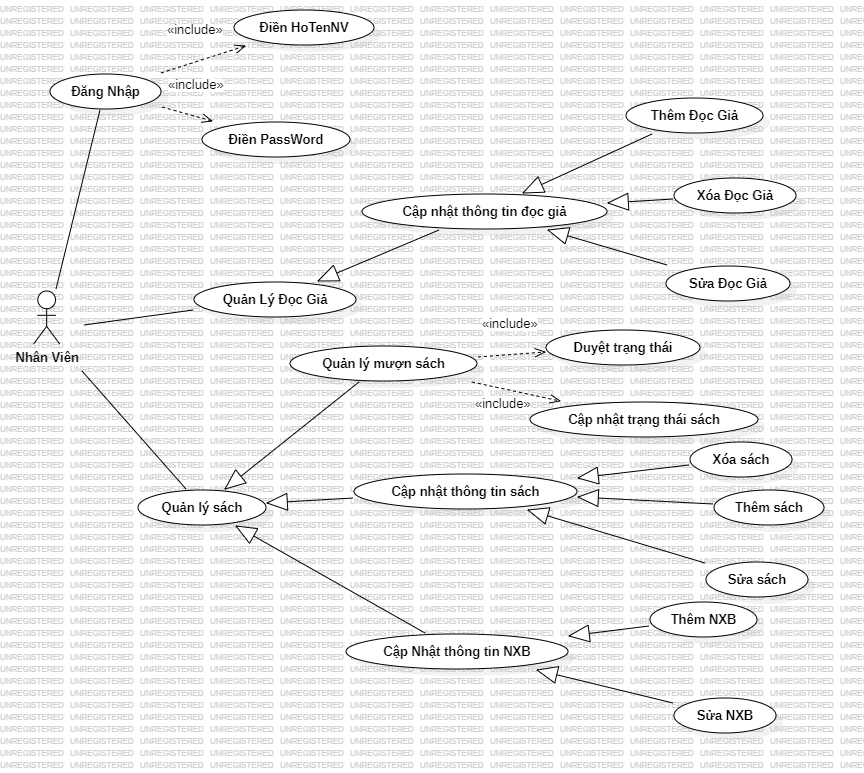 «include»
Điền HoTenNV
Đăng Nhập
«include»
Điền PassWord
Thêm Đọc Giả
Xóa Đọc Giả
Cập nhật thông tin đọc giả
Sửa Đọc Giả
Quản Lý Đọc Giả
Nhân Viên
«include»
Duyệt trạng thái
Quản lý mượn sách
«include»
Cập nhật trạng thái sách
Xóa sách
Cập nhật thông tin sách
Thêm sách
Quản lý sách
Sửa sách
Thêm NXB
Cập Nhật thông tin NXB
Sửa NXB
UNREGISTERED